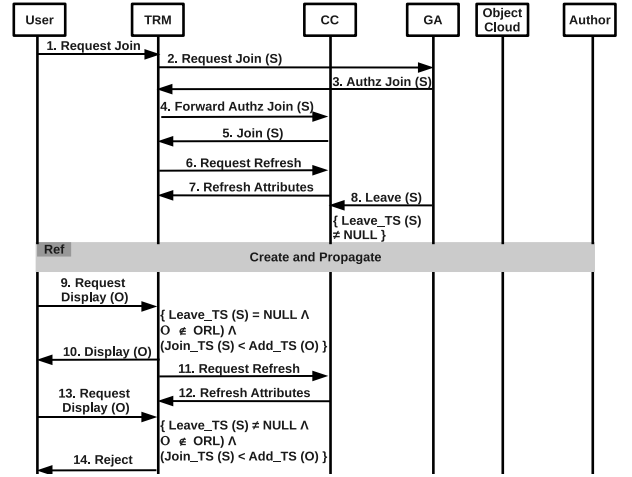 User
TRM
CC
GA
Object
Cloud
Author
1. Request Join
2. Request Join (S)
3. Authz Join (S)
4. Forward Authz Join (S)
5. Join (S)
6. Request Refresh
7. Refresh Attributes
8. Leave (S)
{ Leave_TS (S)
≠ NULL }
Ref
Create and Propagate
9. Request
Display (O)
{ Leave_TS (S) = NULL Λ
O ∉ ORL) Λ
(Join_TS (S) < Add_TS (O) }
10. Display (O)
11. Request Refresh
12. Refresh Attributes
13. Request
Display (O)
{ Leave_TS (S) ≠ NULL Λ
O ∉ ORL) Λ
(Join_TS (S) < Add_TS (O) }
14. Reject